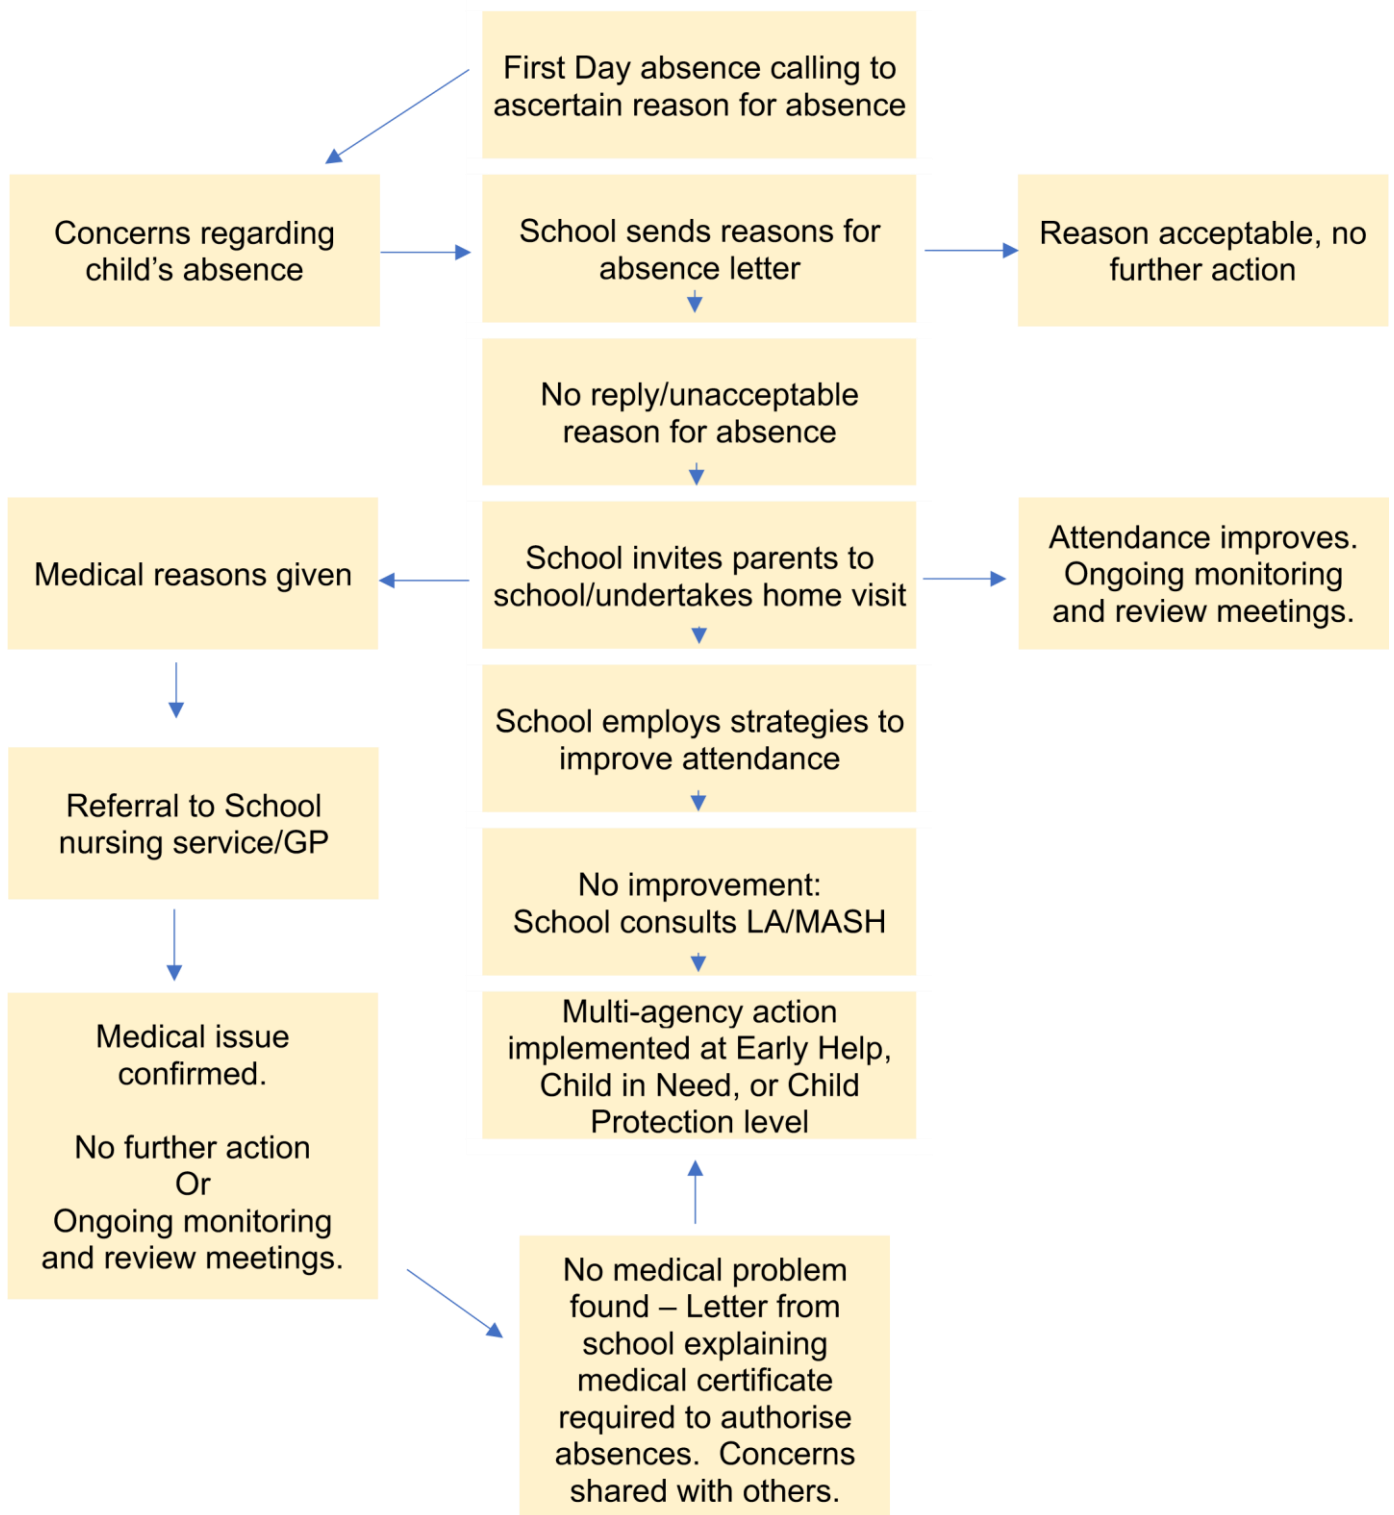 First Day absence calling to
ascertain reason for absence
Concerns regarding
child’s absence
School sends reasons for
absence letter
Reason acceptable, no
further action
No reply/unacceptable
reason for absence
Medical reasons given
School invites parents to
school/undertakes home visit
Attendance improves.
Ongoing monitoring
and review meetings.
School employs strategies to
improve attendance
Referral to School
nursing service/GP
No improvement:
School consults LA/MASH
Medical issue
confirmed.
No further action
Or
Ongoing monitoring
and review meetings.
Multi-agency action
implemented at Early Help,
Child in Need, or Child
Protection level
No medical problem
found – Letter from
school explaining
medical certificate
required to authorise
absences.  Concerns
shared with others.